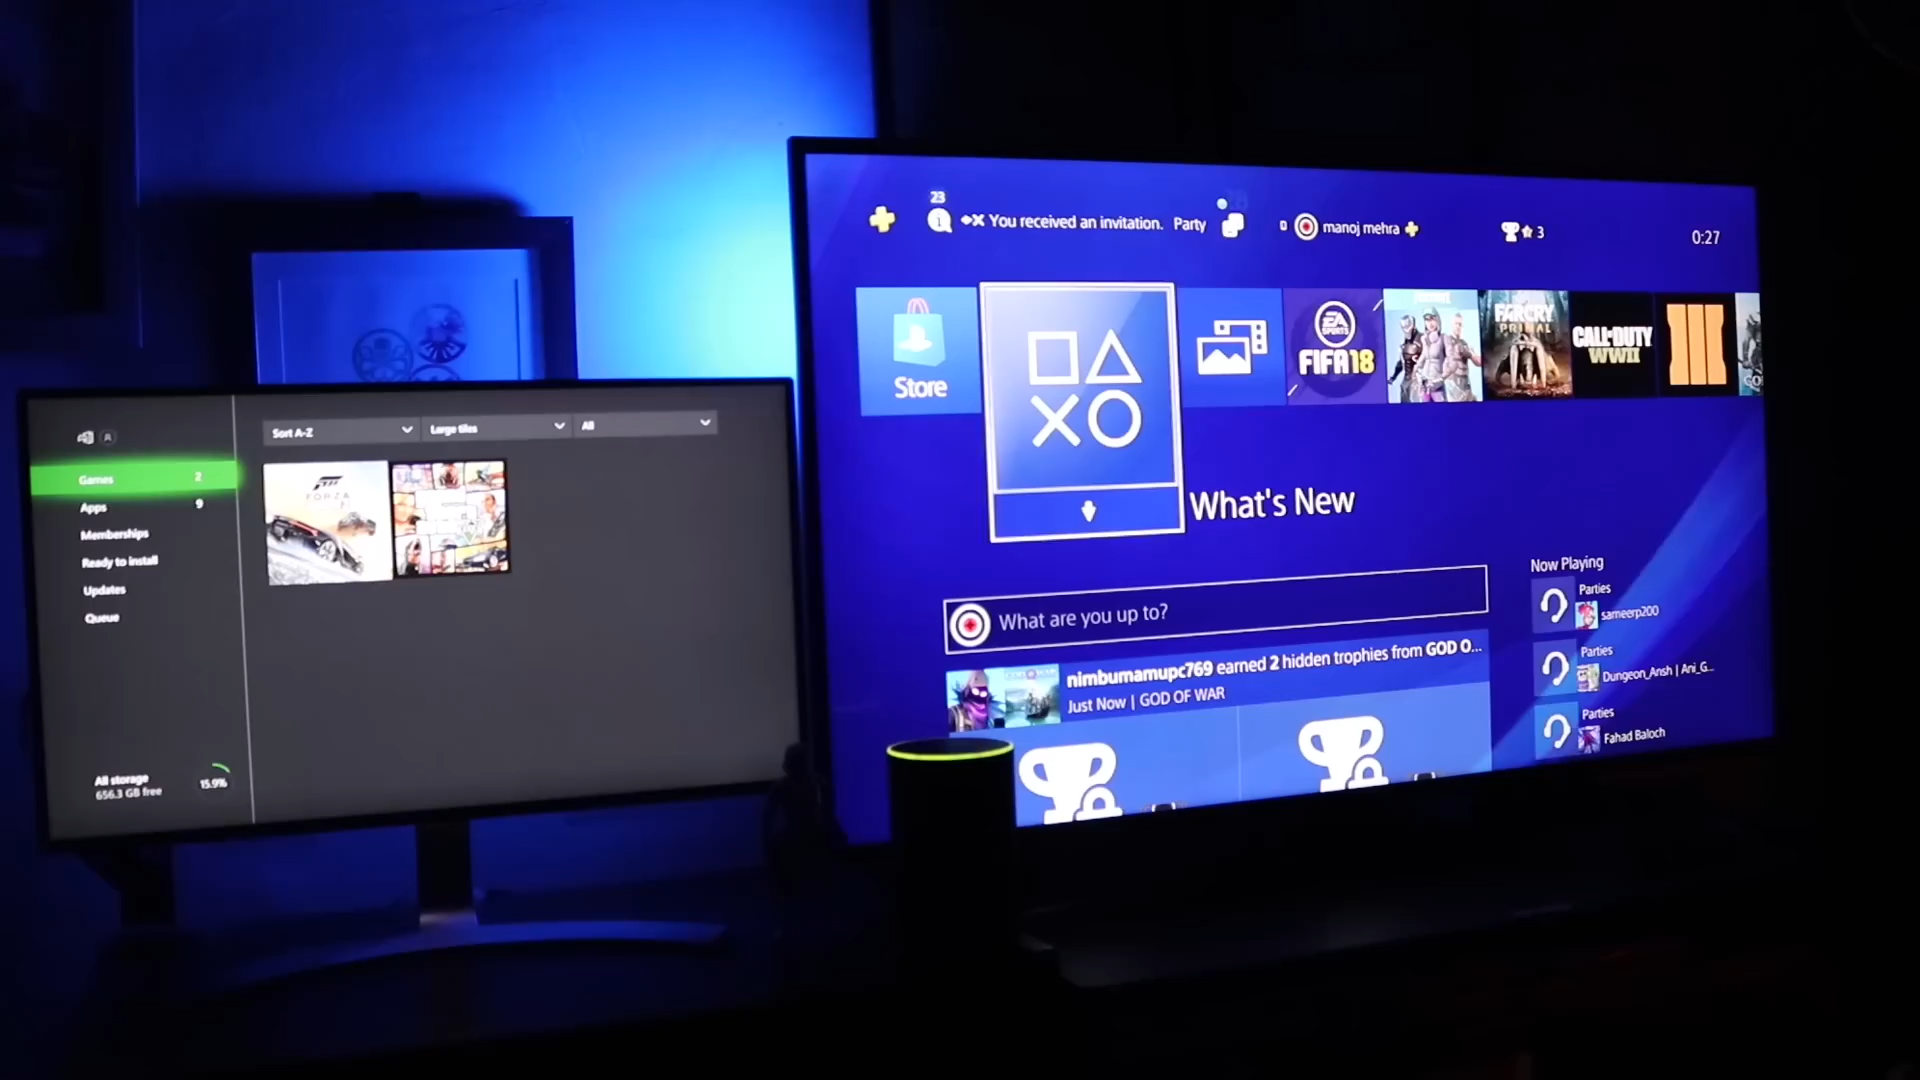 Sort A-Z
Large tiles
All
Games 2
Apps 9
Memberships
Ready to install
Updates
Queue
FORZA
All storage
656.3 GB free
15.9%
23
You received an invitation. Party
manoj mehra
3
0:27
Store
EA
SPORTS
FIFA18
FARCRY
PRIMAL
CALL OF DUTY
WWII
What's New
What are you up to?
nimbumamupc769 earned 2 hidden trophies from GOD O...
Just Now | GOD OF WAR
Now Playing
Parties
sameerp200
Parties
Dungeon_Ansh | Ani_G...
Parties
Fahad Baloch